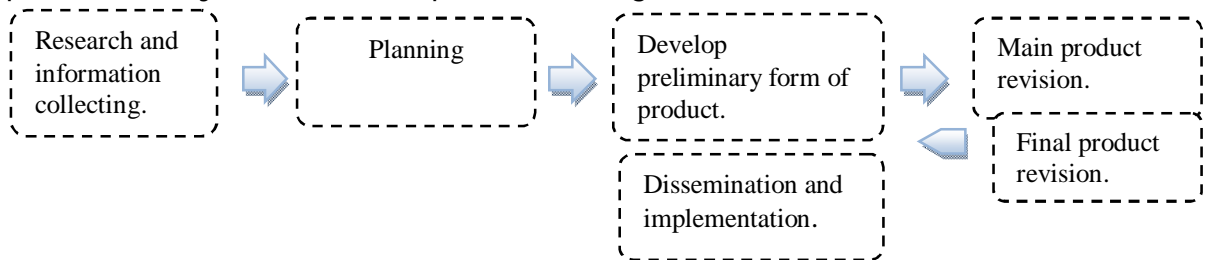 Research and
information
collecting.
Planning
Develop
preliminary form of
product.
Main product
revision.
Final product
revision.
Dissemination and
implementation.